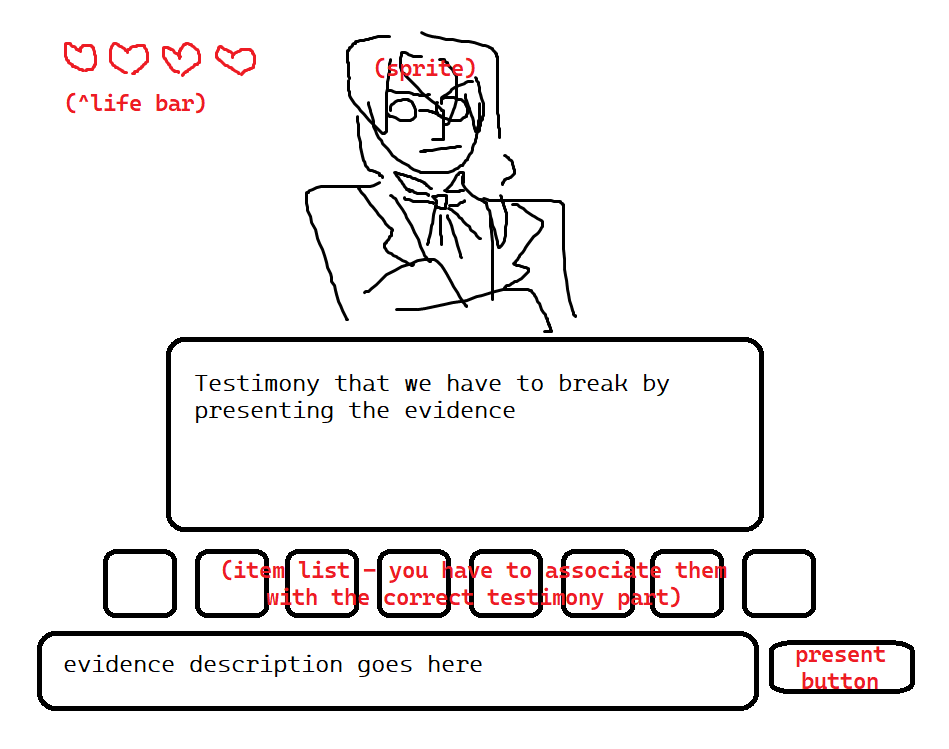 (sprite)
(^life bar)
Testimony that we have to break by
presenting the evidence
(item list - you have to associate them
with the correct testimony part)
evidence description goes here
present
button